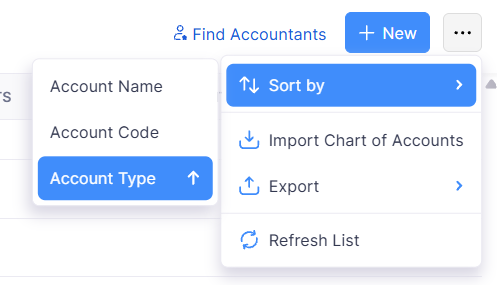 Find Accountants
New
Sort by
Account Name
Account Code
Account Type
Import Chart of Accounts
Export
Refresh List